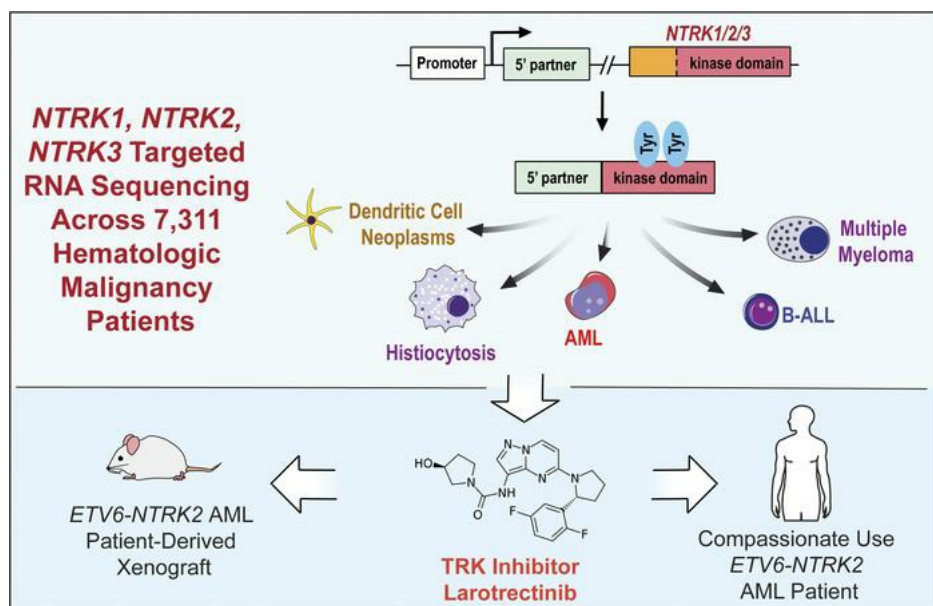 NTRK1/2/3
Promoter
5' partner
kinase domain
NTRK1, NTRK2,
NTRK3 Targeted
RNA Sequencing
Across 7,311
Hematologic
Malignancy
Patients
Tyr
Tyr
5' partner
kinase domain
Dendritic Cell
Neoplasms
Multiple
Myeloma
Histiocytosis
AML
B-ALL
HO
N
O
NH
N
N
N
N
F
F
ETV6-NTRK2 AML
Patient-Derived
Xenograft
TRK Inhibitor
Larotrectinib
Compassionate Use
ETV6-NTRK2
AML Patient